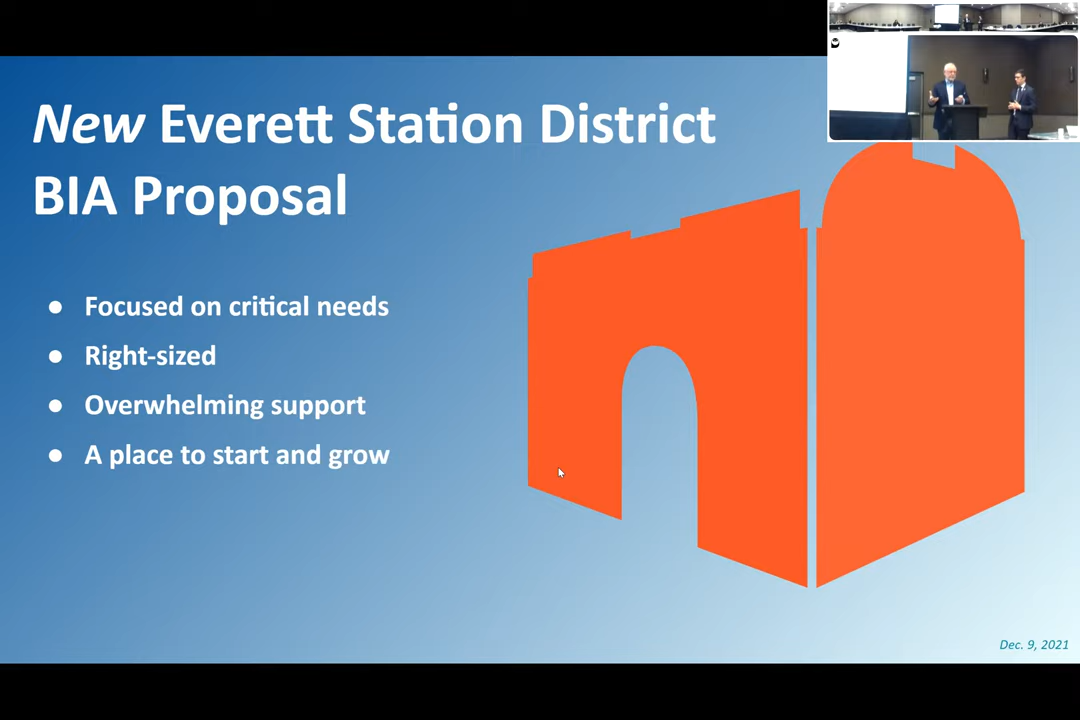 New Everett Station District
BIA Proposal
● Focused on critical needs
● Right-sized
● Overwhelming support
● A place to start and grow
Dec. 9, 2021